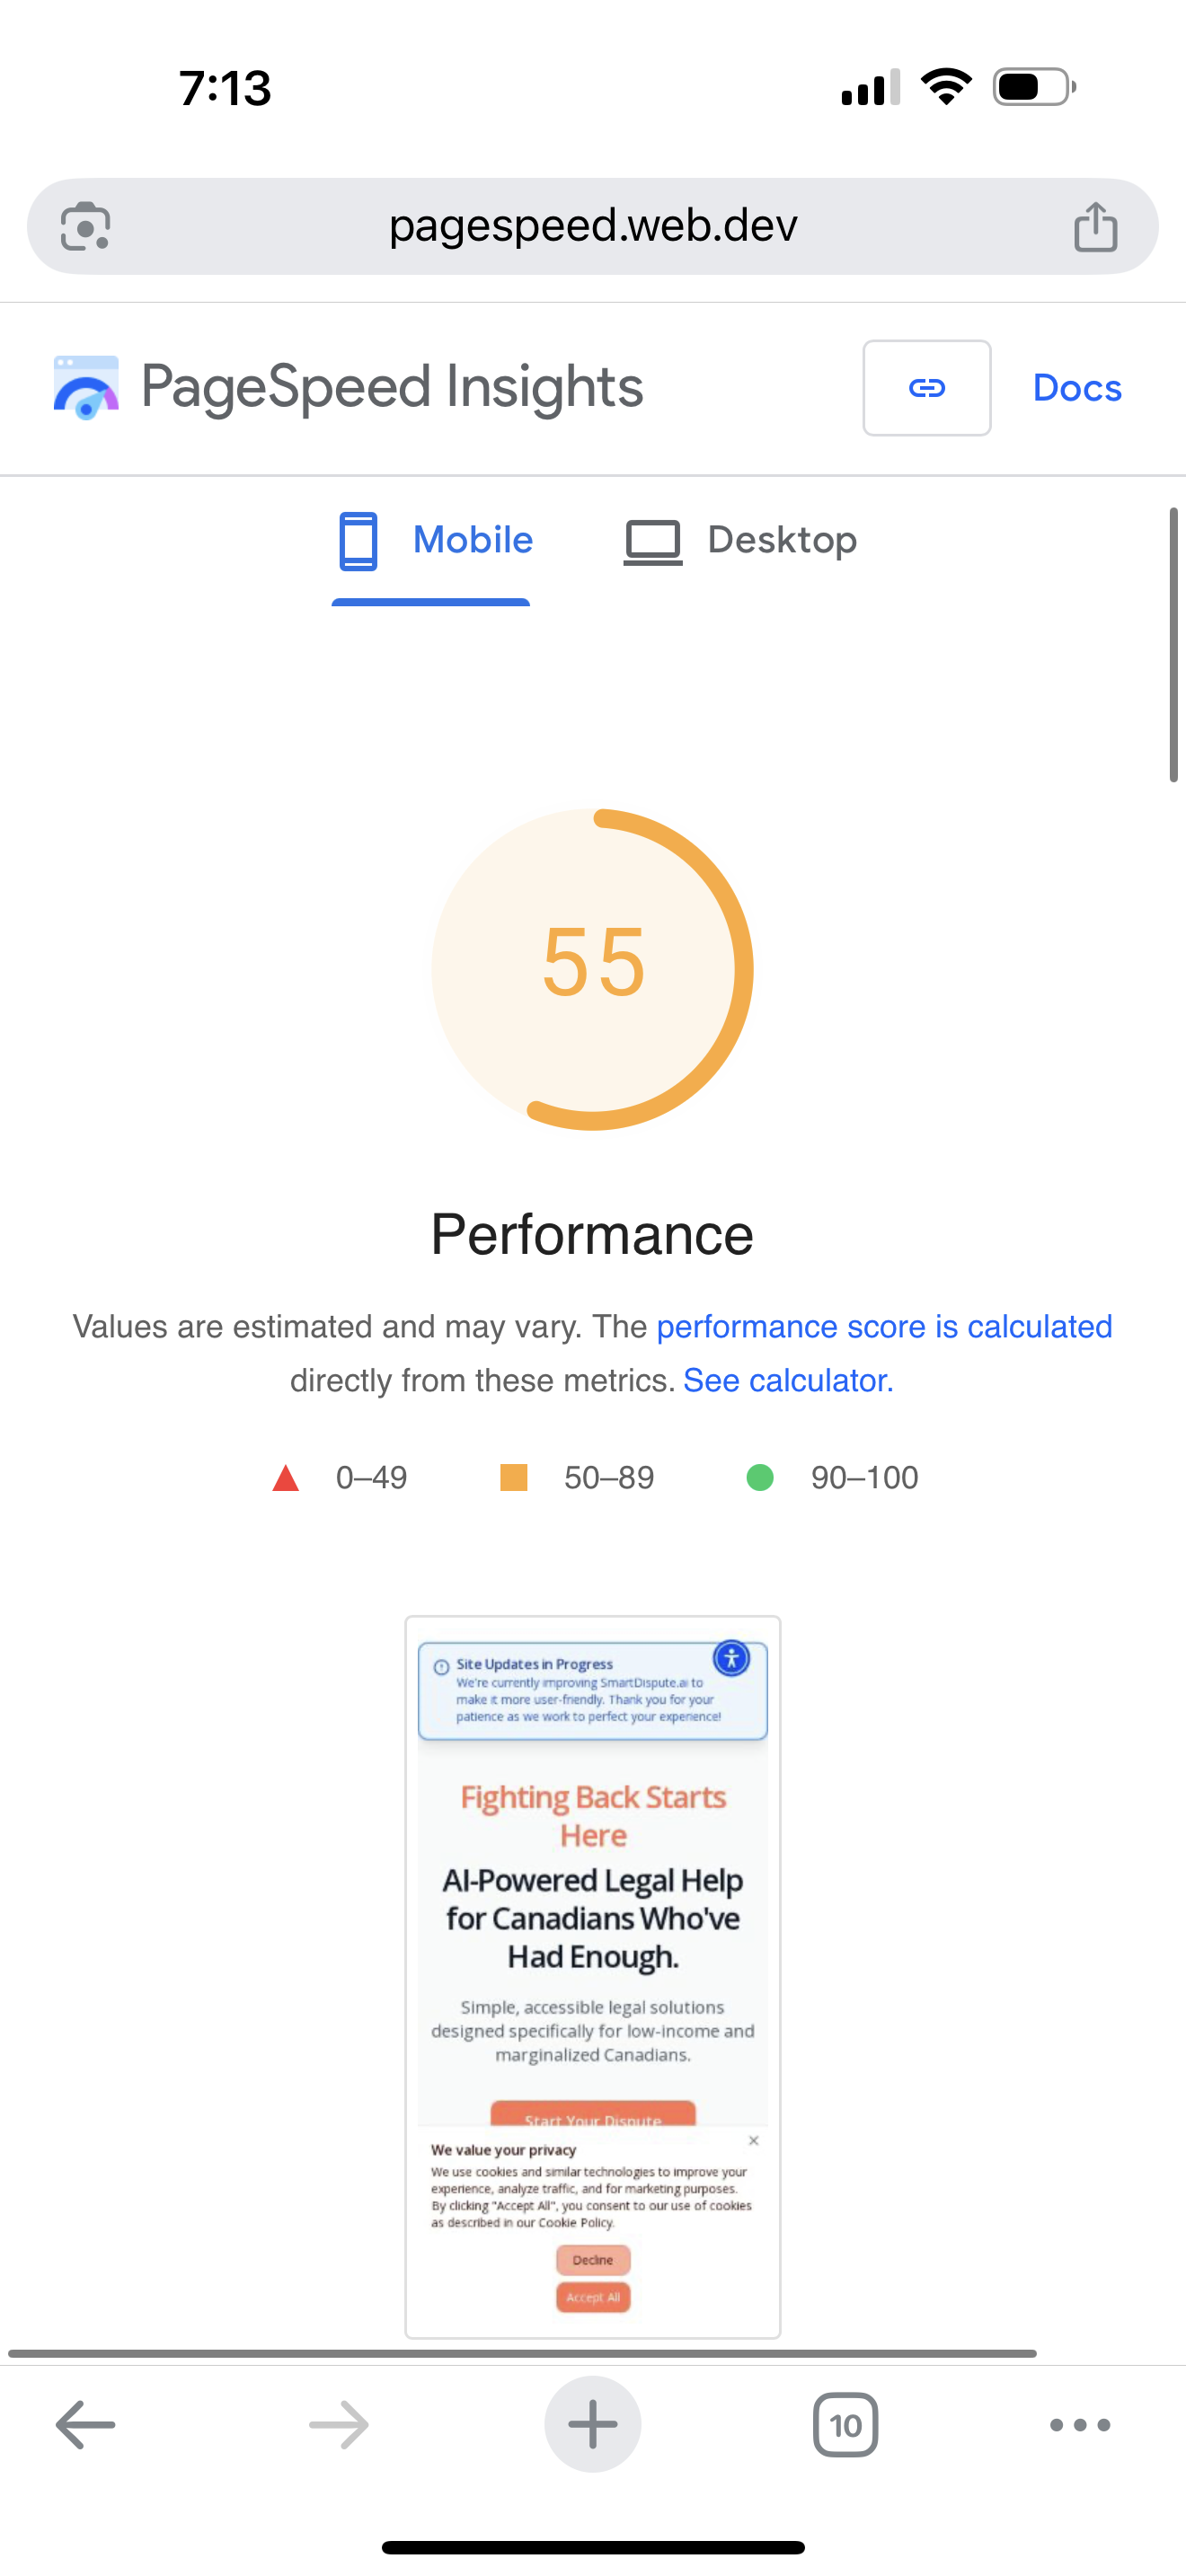 7:13
pagespeed.web.dev
PageSpeed Insights
Docs
Mobile
Desktop
55
Performance
Values are estimated and may vary. The performance score is calculated
directly from these metrics. See calculator.
0–49
50–89
90–100
Site Updates in Progress
We're currently improving SmartDispute.ai to
make it more user-friendly. Thank you for your
patience as we work to perfect your experience!
Fighting Back Starts
Here
AI-Powered Legal Help
for Canadians Who've
Had Enough.
Simple, accessible legal solutions
designed specifically for low-income and
marginalized Canadians.
Start Your Dispute
We value your privacy
We use cookies and similar technologies to improve your
experience, analyze traffic, and for marketing purposes.
By clicking "Accept All", you consent to our use of cookies
as described in our Cookie Policy.
Decline
Accept All
10